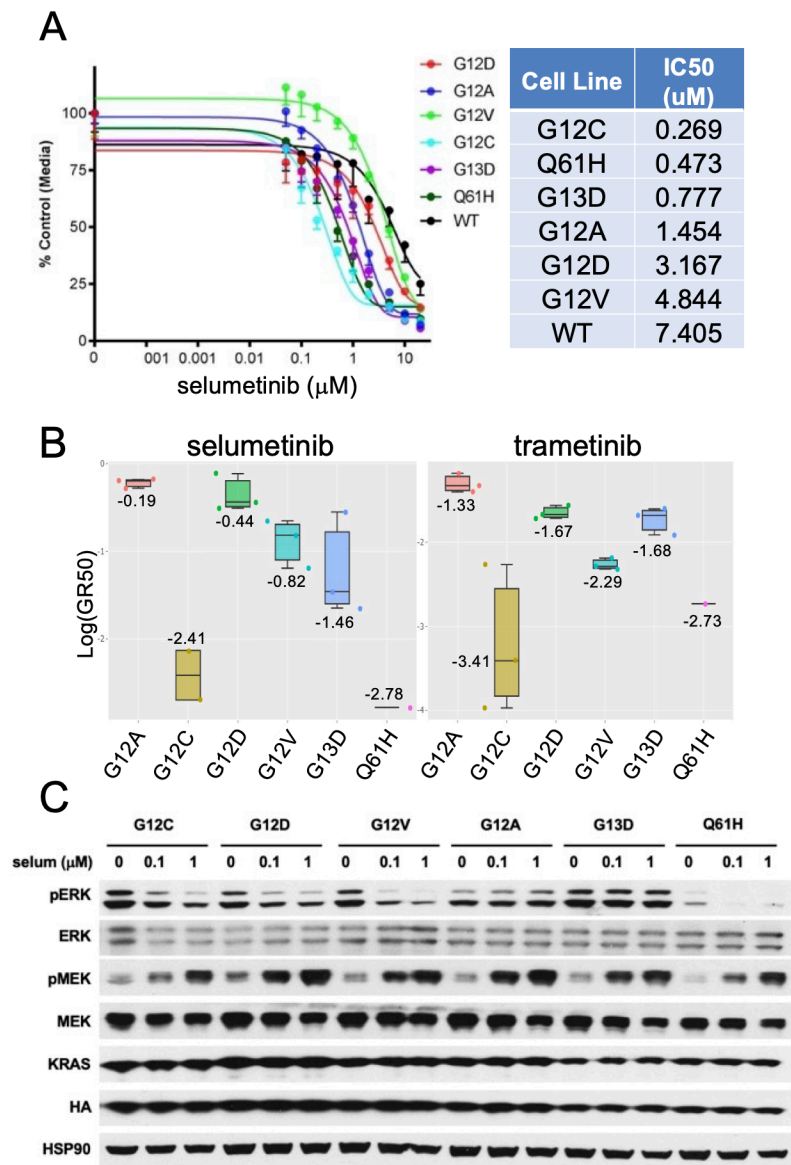 A
100
75
50
25
0
% Control (Media)
0 001 0.001 0.01 0.1 1 10
selumetinib (μM)
G12D
G12A
G12V
G12C
G13D
Q61H
WT
Cell Line IC50 (uM)
G12C 0.269
Q61H 0.473
G13D 0.777
G12A 1.454
G12D 3.167
G12V 4.844
WT 7.405
B
selumetinib trametinib
Log(GR50)
0
-1
-2
-0.19
-2.41
-0.44
-0.82
-1.46
-2.78
G12A G12C G12D G12V G13D Q61H
-2
-3
-4
-1.33
-3.41
-1.67
-2.29
-1.68
-2.73
G12A G12C G12D G12V G13D Q61H
C
G12C G12D G12V G12A G13D Q61H
selum (μM) 0 0.1 1 0 0.1 1 0 0.1 1 0 0.1 1 0 0.1 1 0 0.1 1
pERK
ERK
pMEK
MEK
KRAS
HA
HSP90